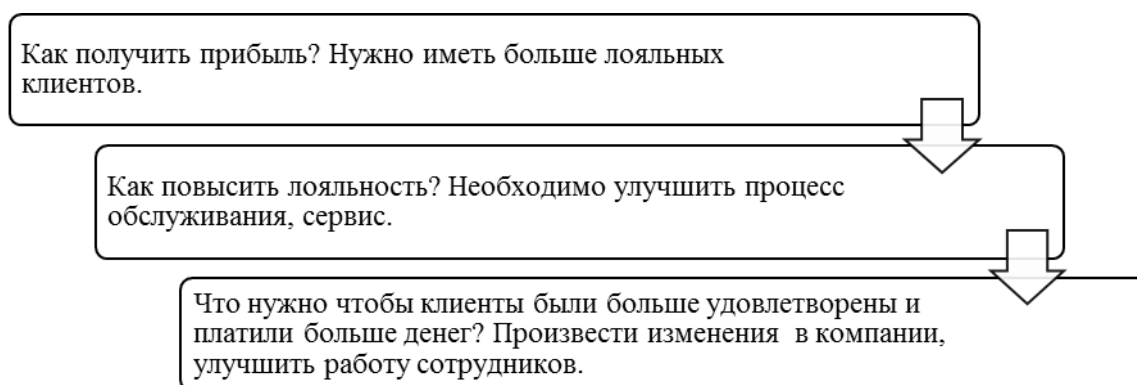 Как получить прибыль? Нужно иметь больше лояльных
клиентов.
Как повысить лояльность? Необходимо улучшить процесс
обслуживания, сервис.
Что нужно чтобы клиенты были больше удовлетворены и
платили больше денег? Произвести изменения  в компании,
улучшить работу сотрудников.